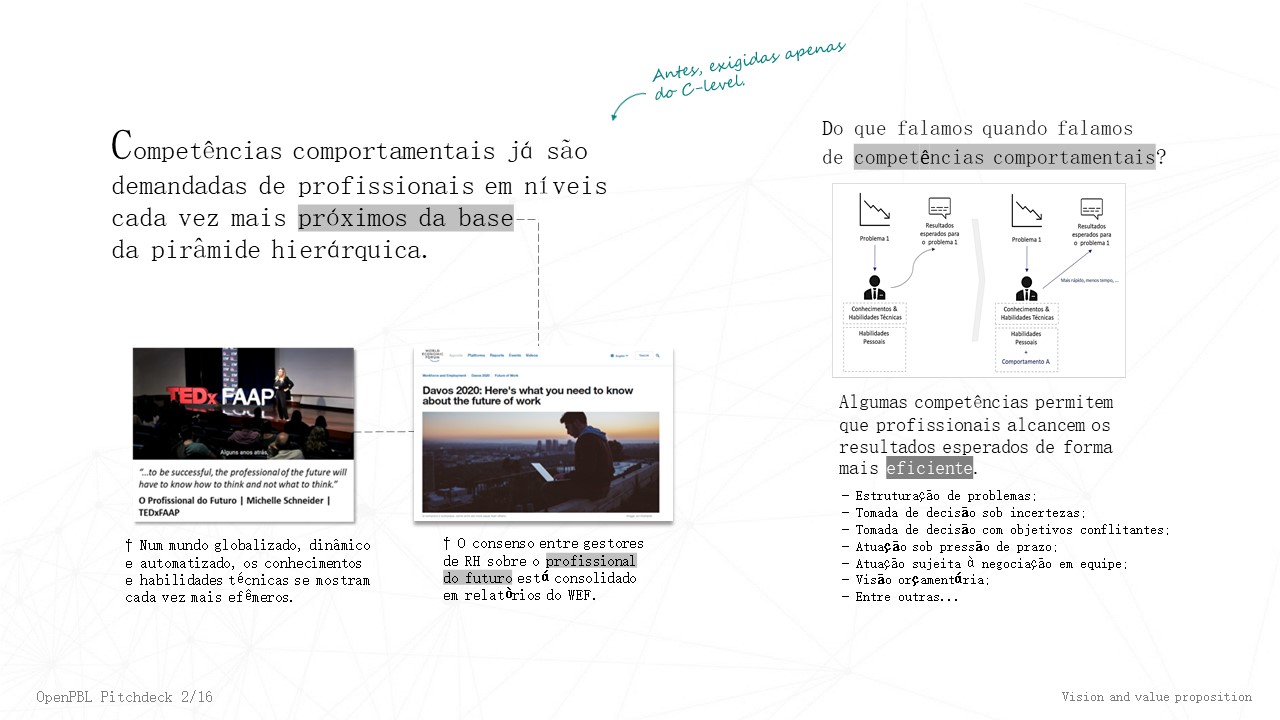 Antes, exigidas apenas
do C-level.
Competências comportamentais já são
demandadas de profissionais em níveis
cada vez mais próximos da base
da pirâmide hierárquica.
TEDx FAAP
Alguns anos atrás,
"...to be successful, the professional of the future will
have to know how to think and not what to think."
O Profissional do Futuro | Michelle Schneider |
TEDxFAAP
† Num mundo globalizado, dinâmico
e automatizado, os conhecimentos
e habilidades técnicas se mostram
cada vez mais efêmeros.
WORLD
ECONOMIC
FORUM
Agenda Platforms Reports Events Videos
English
Workforce and Employment Davos 2020 Future of Work
Davos 2020: Here's what you need to know
about the future of work
† O consenso entre gestores
de RH sobre o profissional
do futuro está consolidado
em relatòrios do WEF.
Do que falamos quando falamos
de competências comportamentais?
Problema 1
Resultados
esperados para
o problema 1
Conhecimentos &
Habilidades Técnicas
Habilidades
Pessoais
Problema 1
Resultados
esperados para
o problema 1
Mais rápido, menos tempo,...
Conhecimentos &
Habilidades Técnicas
Habilidades
Pessoais
+
Comportamento A
Algumas competências permitem
que profissionais alcancem os
resultados esperados de forma
mais eficiente.
- Estruturação de problemas;
- Tomada de decisão sob incertezas;
- Tomada de decisão com objetivos conflitantes;
- Atuação sob pressão de prazo;
- Atuação sujeita à negociação em equipe;
- Visão orçamentária;
- Entre outras...
OpenPBL Pitchdeck 2/16
Vision and value proposition